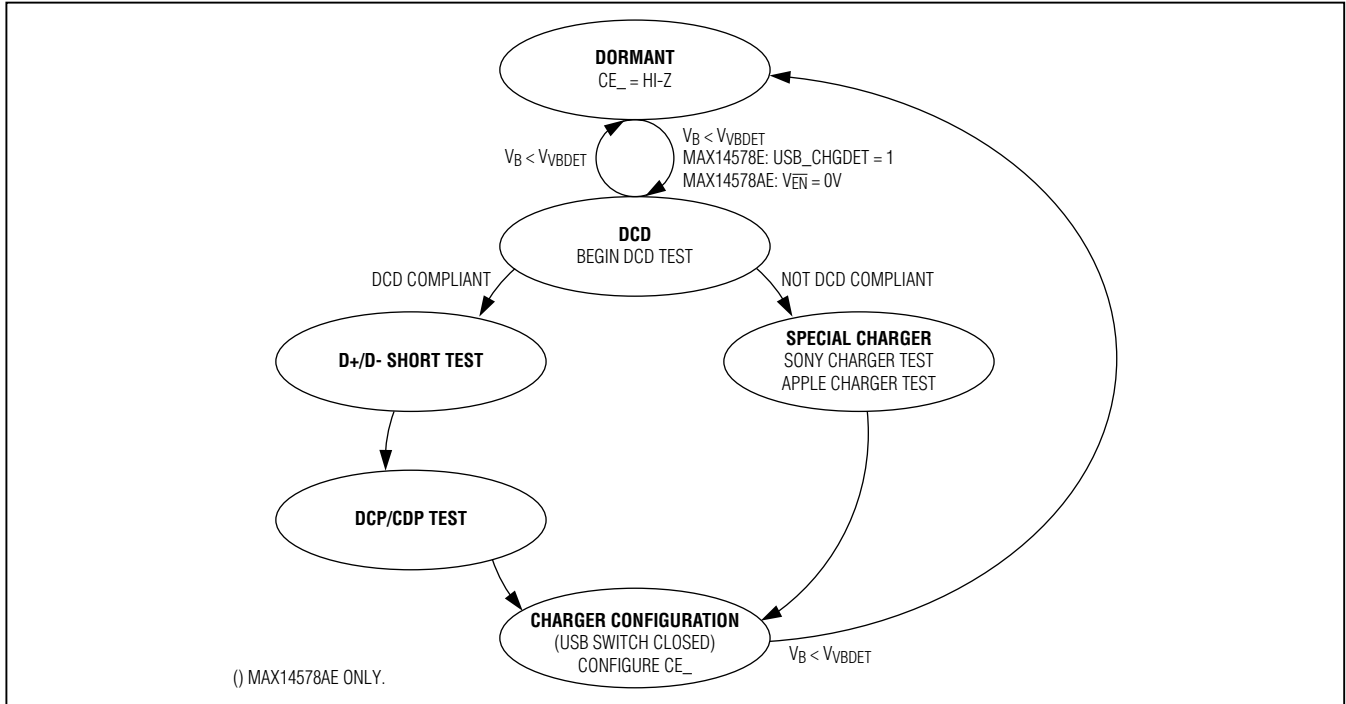 DORMANT
CE_ = HI-Z
VB < VVBDET
VB < VVBDET
MAX14578E: USB_CHGDET = 1
MAX14578AE: VE̅N̅ = 0V
DCD
BEGIN DCD TEST
DCD COMPLIANT
NOT DCD COMPLIANT
D+/D- SHORT TEST
SPECIAL CHARGER
SONY CHARGER TEST
APPLE CHARGER TEST
DCP/CDP TEST
CHARGER CONFIGURATION
(USB SWITCH CLOSED)
CONFIGURE CE_
VB < VVBDET
() MAX14578AE ONLY.